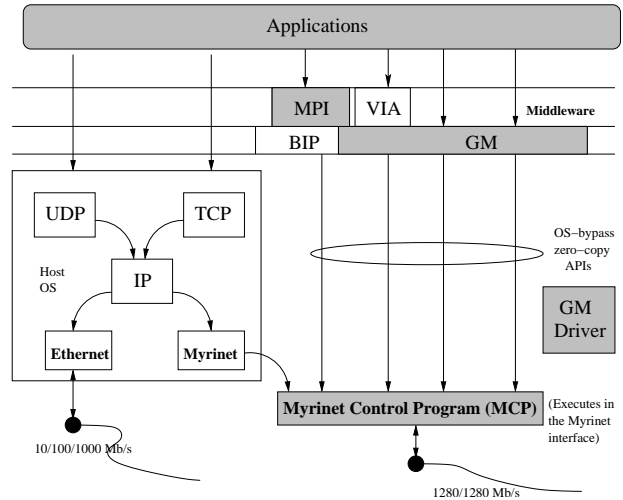 Applications
MPI
VIA
Middleware
BIP
GM
UDP
TCP
OS−bypass
zero−copy
APIs
Host
OS
IP
GM
Driver
Ethernet
Myrinet
Myrinet Control Program (MCP)
(Executes in
the Myrinet
interface)
10/100/1000 Mb/s
1280/1280 Mb/s